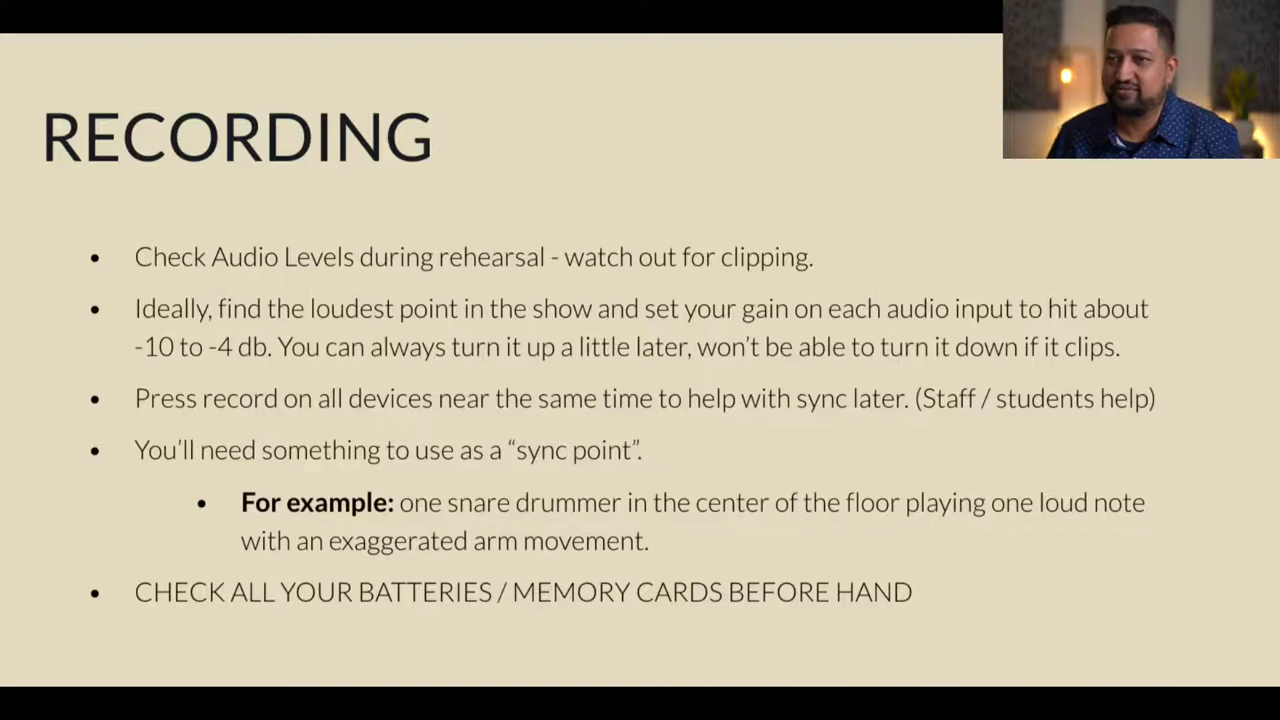 RECORDING
• Check Audio Levels during rehearsal - watch out for clipping.
• Ideally, find the loudest point in the show and set your gain on each audio input to hit about
-10 to -4 db. You can always turn it up a little later, won't be able to turn it down if it clips.
• Press record on all devices near the same time to help with sync later. (Staff / students help)
• You'll need something to use as a “sync point”.
• For example: one snare drummer in the center of the floor playing one loud note
with an exaggerated arm movement.
• CHECK ALL YOUR BATTERIES / MEMORY CARDS BEFORE HAND